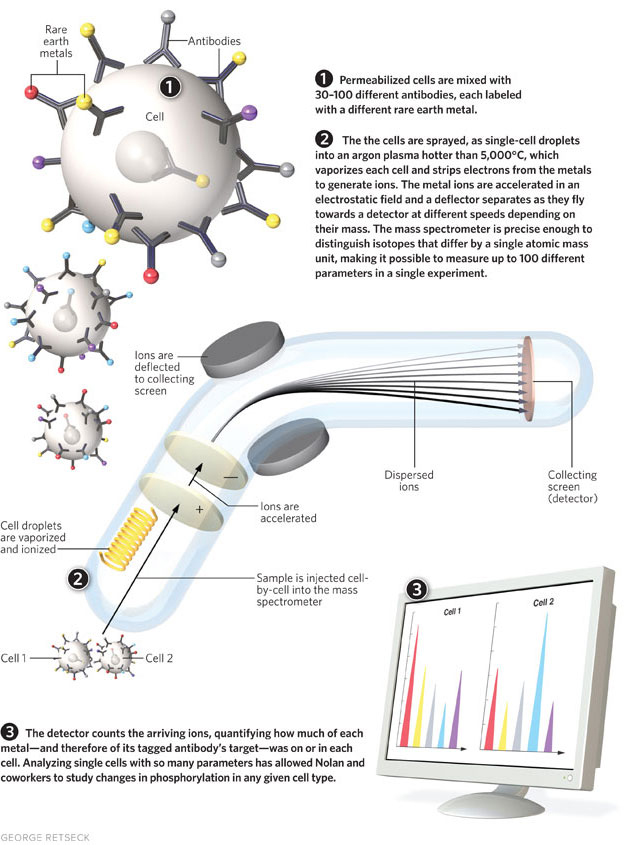 Rare
earth
metals
Antibodies
1
Cell
1 Permeabilized cells are mixed with
30–100 different antibodies, each labeled
with a different rare earth metal.
2 The the cells are sprayed, as single-cell droplets
into an argon plasma hotter than 5,000°C, which
vaporizes each cell and strips electrons from the metals
to generate ions. The metal ions are accelerated in an
electrostatic field and a deflector separates as they fly
towards a detector at different speeds depending on
their mass. The mass spectrometer is precise enough to
distinguish isotopes that differ by a single atomic mass
unit, making it possible to measure up to 100 different
parameters in a single experiment.
Ions are
deflected
to collecting
screen
Dispersed
ions
Collecting
screen
(detector)
–
+
Ions are
accelerated
Cell droplets
are vaporized
and ionized
2
Sample is injected cell-
by-cell into the mass
spectrometer
Cell 1
Cell 2
3
Cell 1
Cell 2
3 The detector counts the arriving ions, quantifying how much of each
metal—and therefore of its tagged antibody’s target—was on or in each
cell. Analyzing single cells with so many parameters has allowed Nolan and
coworkers to study changes in phosphorylation in any given cell type.
GEORGE RETSECK